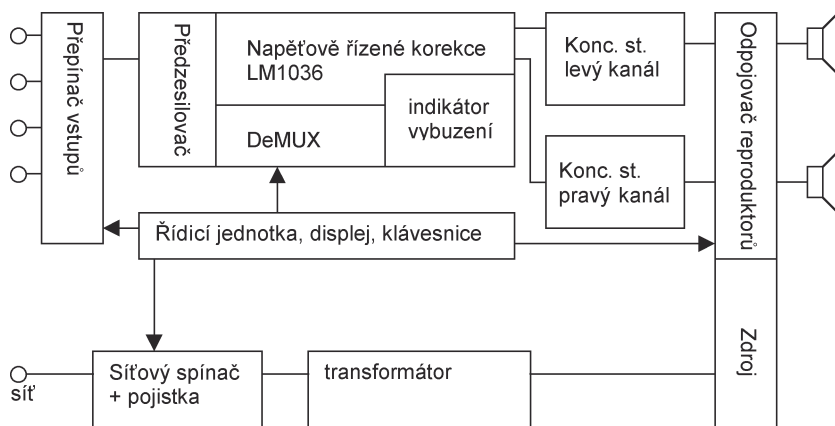 Přepínač vstupů
Předzesilovač
Napěťově řízené korekce
LM1036
DeMUX
indikátor
vybuzení
Konc. st.
levý kanál
Konc. st.
pravý kanál
Odpojovač reproduktorů
Řídicí jednotka, displej, klávesnice
síť
Síťový spínač
+ pojistka
transformátor
Zdroj